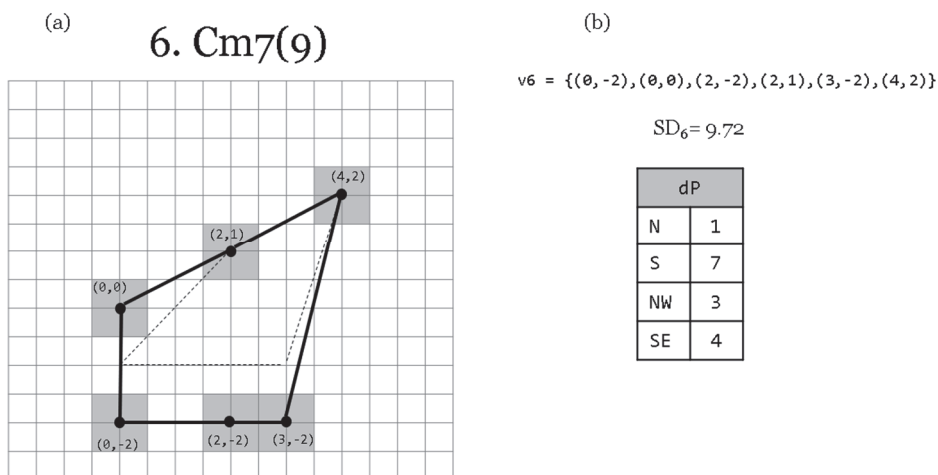 (a)
6. Cm7(9)
(4,2)
(2,1)
(0,0)
(0,-2)
(2,-2)
(3,-2)
(b)
v6 = {(0,-2),(0,0),(2,-2),(2,1),(3,-2),(4,2)}
SD6= 9.72
dP
N 1
S 7
NW 3
SE 4